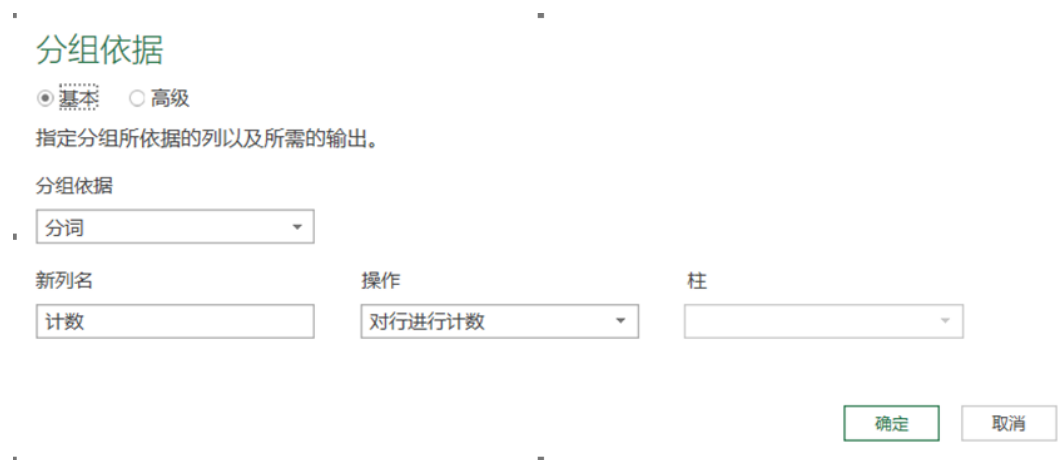 分组依据
基本 高级
指定分组所依据的列以及所需的输出。
分组依据
分词
新列名 操作 柱
计数 对行进行计数
确定 取消